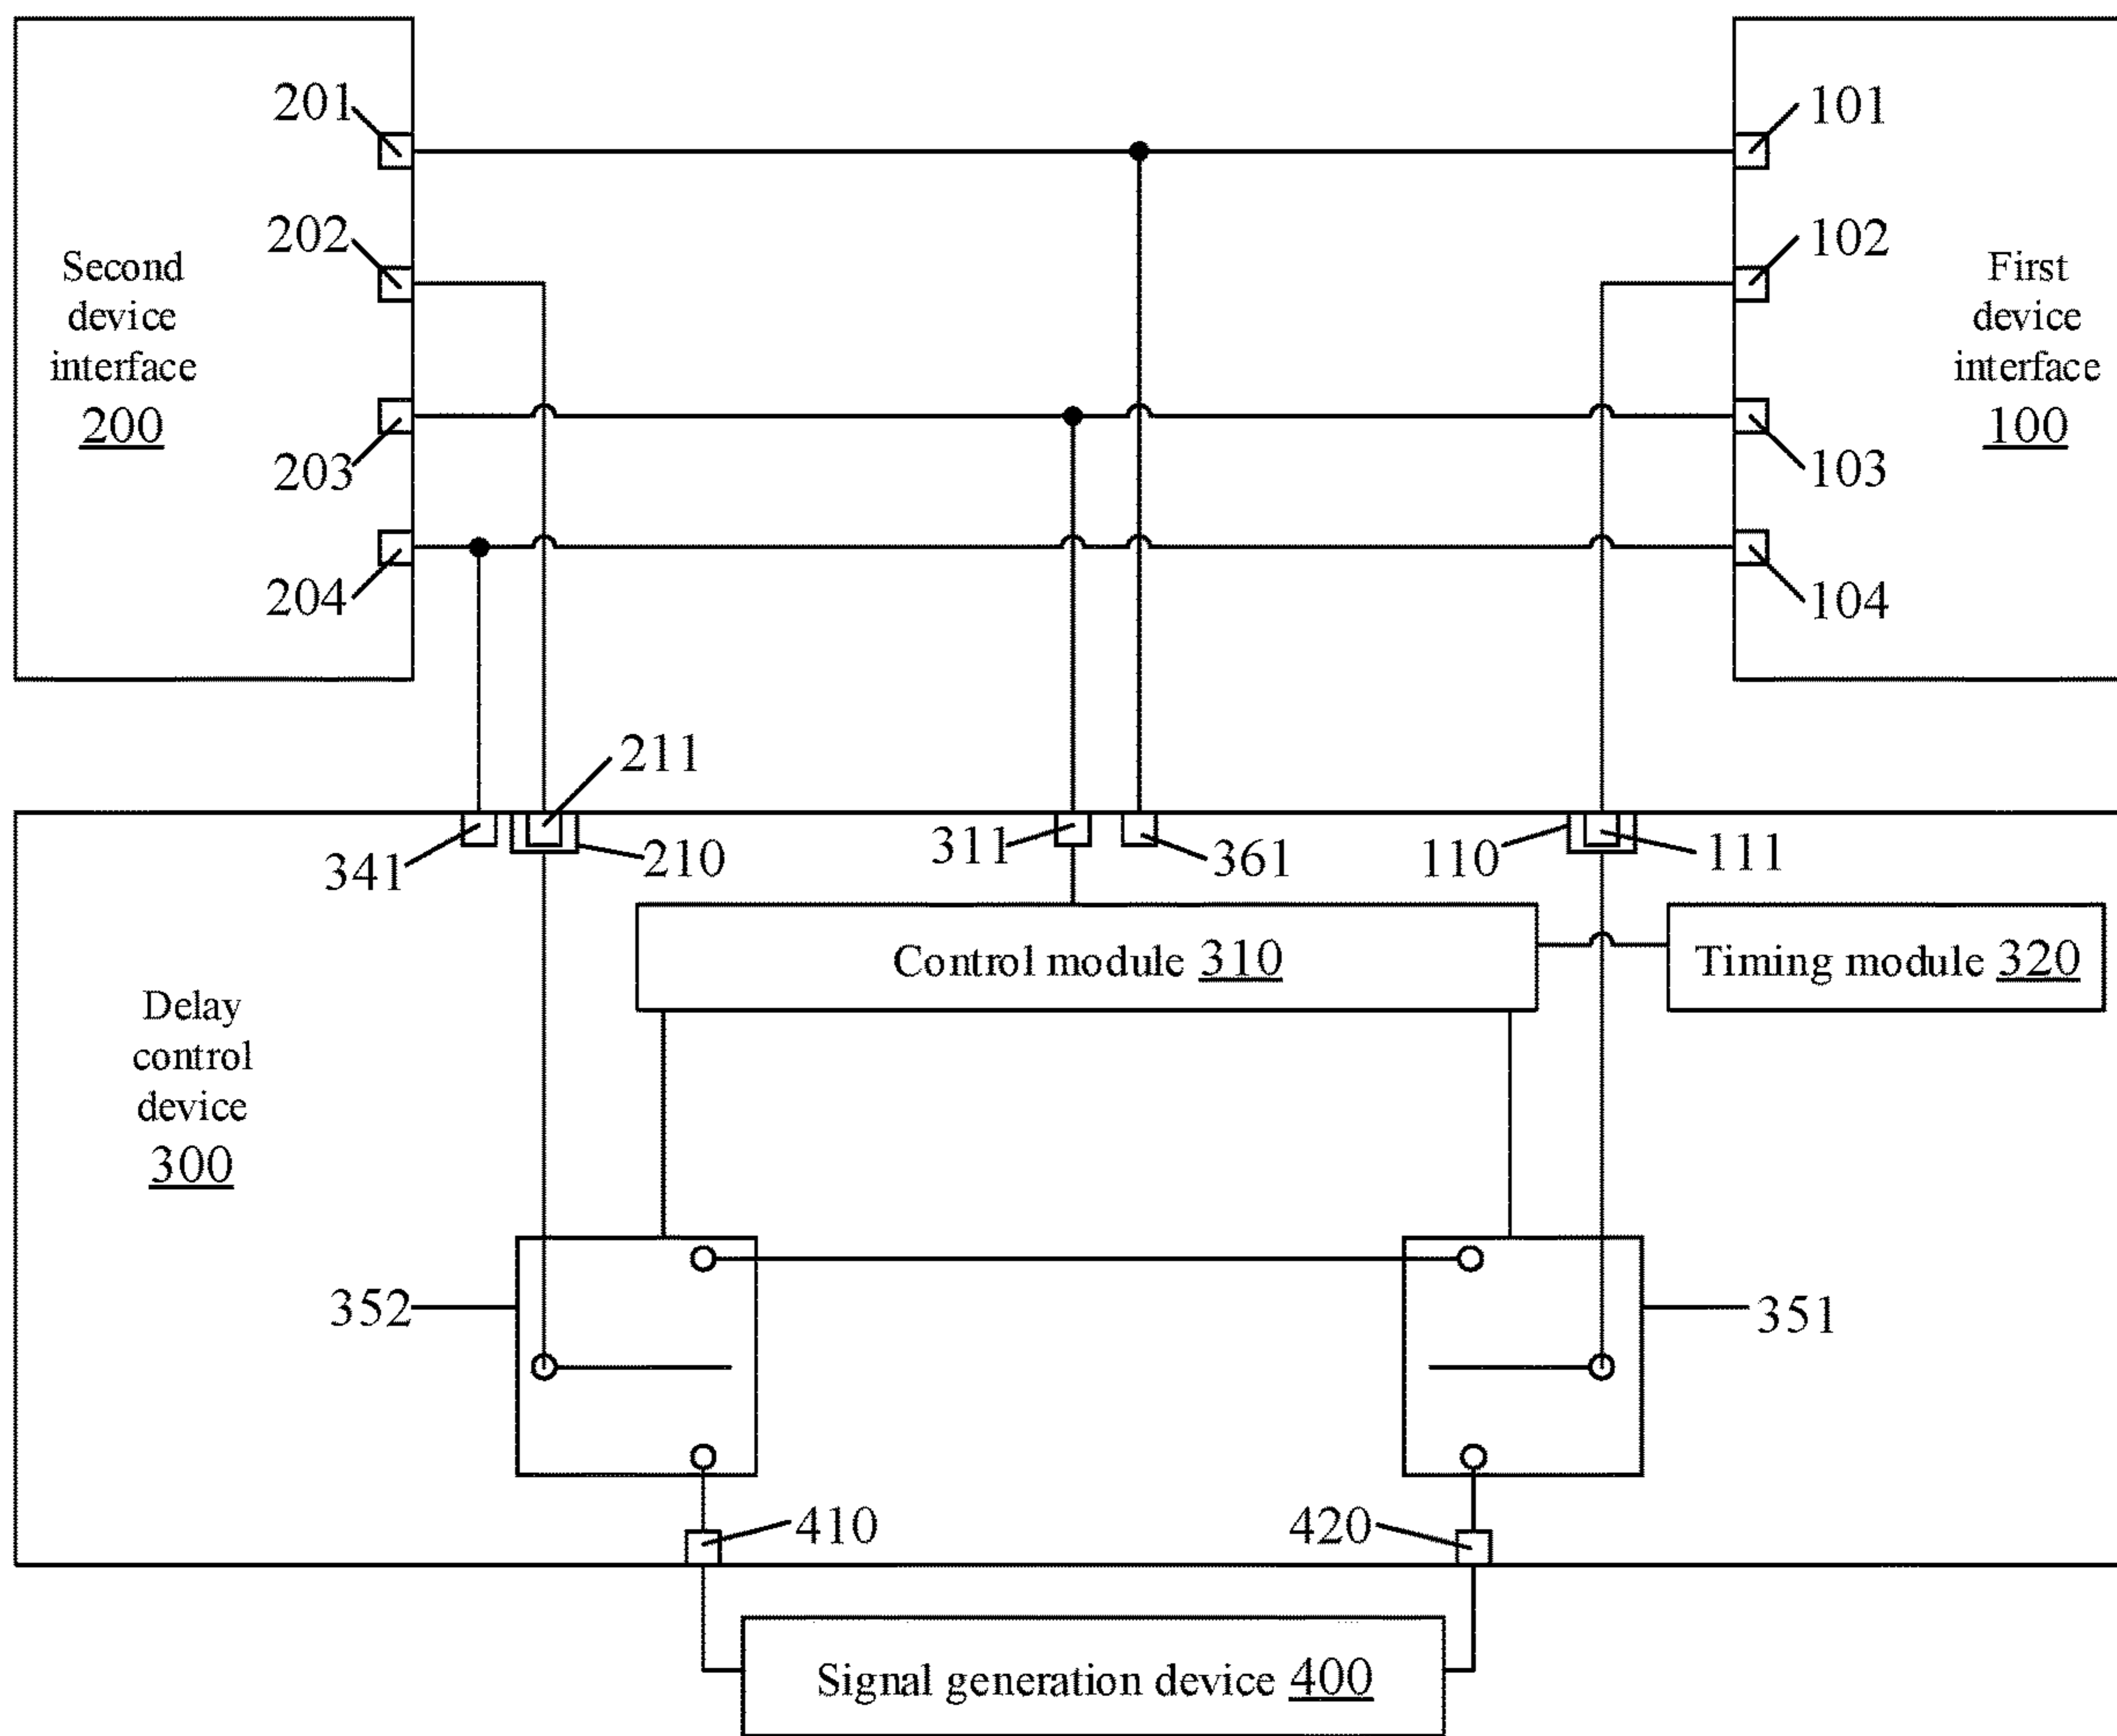 201
101
202
102
Second
device
interface
200
First
device
interface
100
203
103
204
104
211
341
210
311
361
110
111
Control module 310
Timing module 320
Delay
control
device
300
352
351
410
420
Signal generation device 400